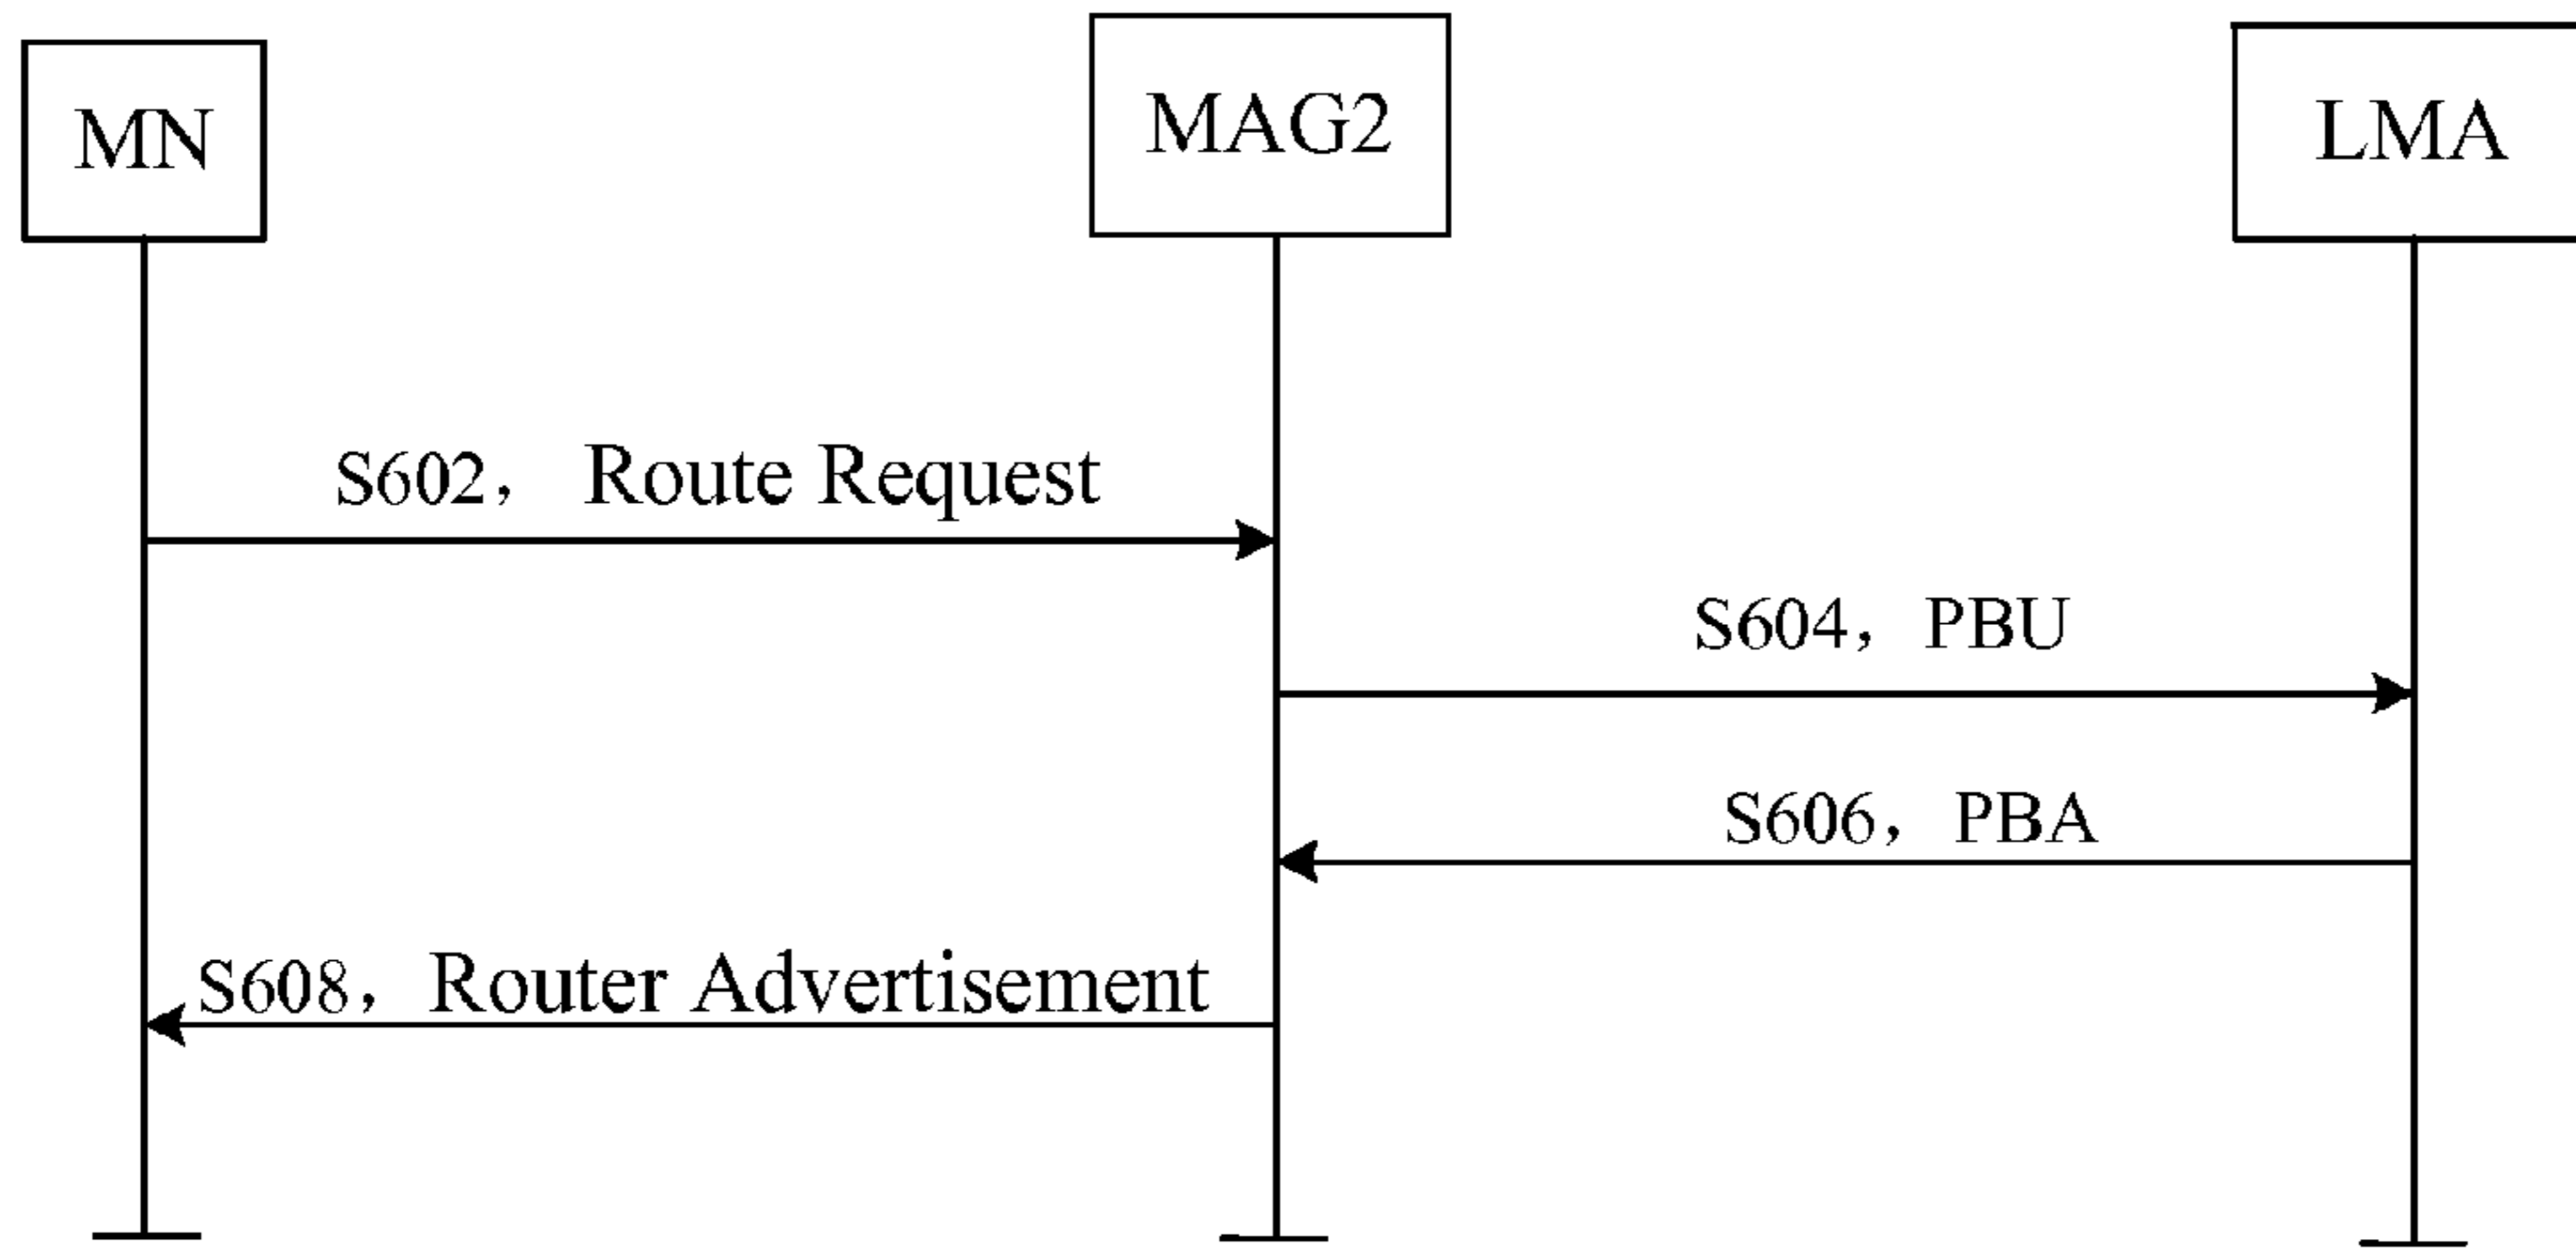 MN
MAG2
LMA
S602， Route Request
S604，PBU
S606，PBA
S608，Router Advertisement